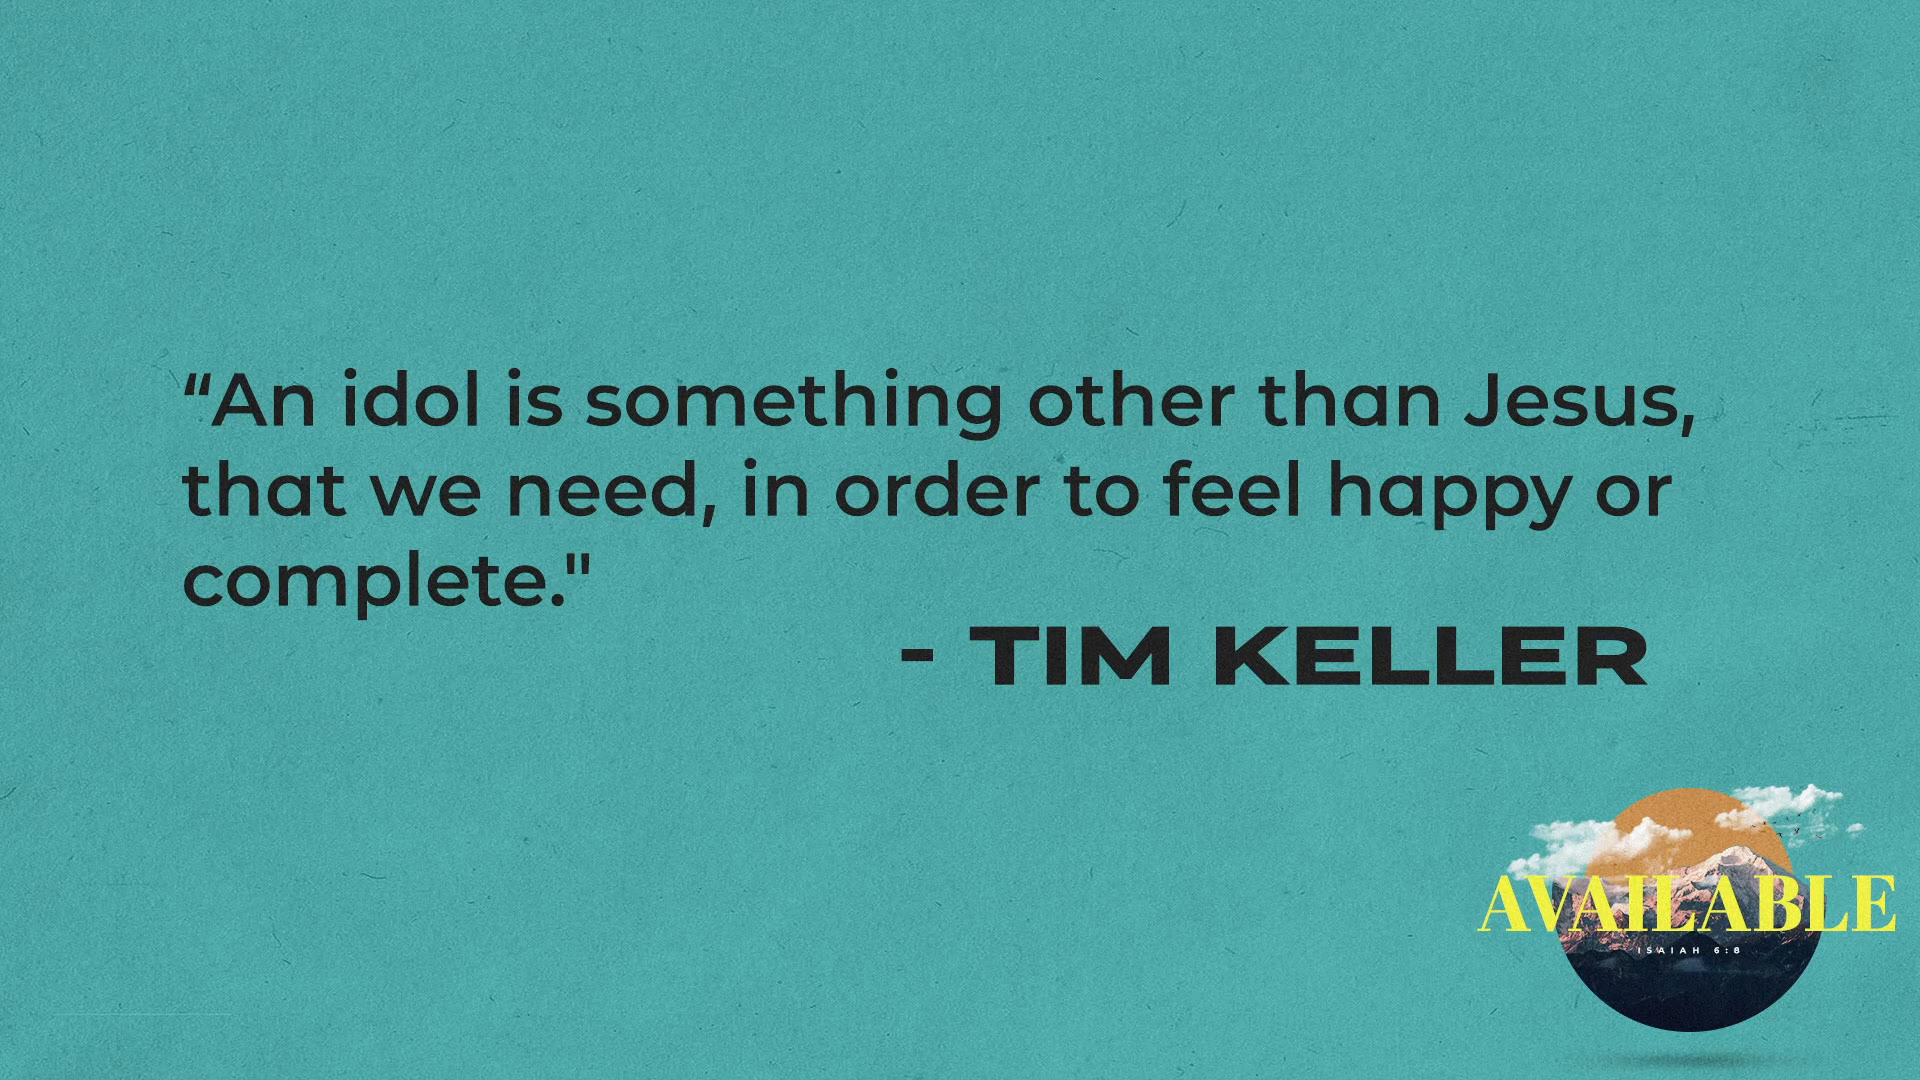 “An idol is something other than Jesus,
that we need, in order to feel happy or
complete."
- TIM KELLER
AVAILABLE
ISAIAH 6:8